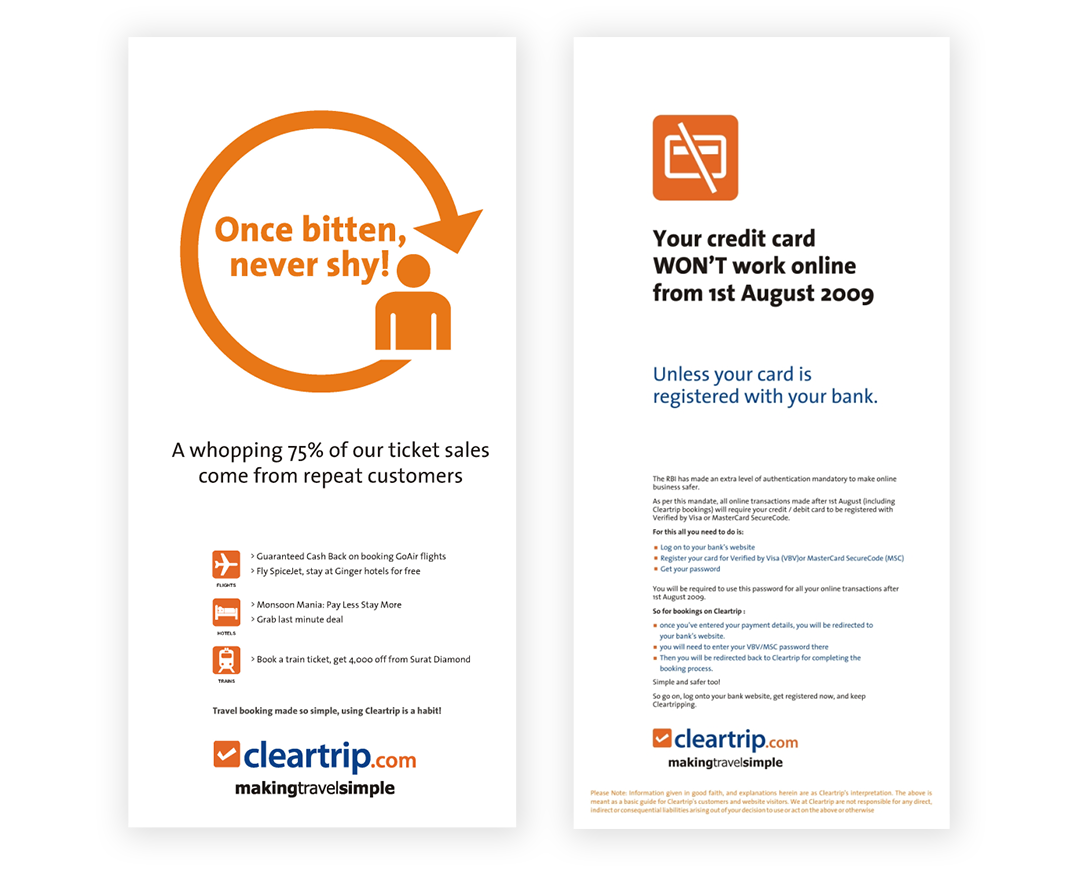 Once bitten,
never shy!
A whopping 75% of our ticket sales
come from repeat customers
> Guaranteed Cash Back on booking GoAir flights
> Fly SpiceJet, stay at Ginger hotels for free
FLIGHTS
> Monsoon Mania: Pay Less Stay More
> Grab last minute deal
HOTELS
> Book a train ticket, get 4,000 off from Surat Diamond
TRAINS
Travel booking made so simple, using Cleartrip is a habit!
cleartrip.com
makingtravelsimple
Your credit card
WON'T work online
from 1st August 2009
Unless your card is
registered with your bank.
The RBI has made an extra level of authentication mandatory to make online
business safer.
As per this mandate, all online transactions made after 1st August (including
Cleartrip bookings) will require your credit / debit card to be registered with
Verified by Visa or MasterCard SecureCode.
For this all you need to do is:
▪ Log on to your bank's website
▪ Register your card for Verified by Visa (VBV)or MasterCard SecureCode (MSC)
▪ Get your password
You will be required to use this password for all your online transactions after
1st August 2009.
So for bookings on Cleartrip :
▪ once you've entered your payment details, you will be redirected to
your bank's website.
▪ you will need to enter your VBV/MSC password there
▪ Then you will be redirected back to Cleartrip for completing the
booking process.
Simple and safer too!
So go on, log onto your bank website, get registered now, and keep
Cleartripping.
cleartrip.com
makingtravelsimple
Please Note: Information given in good faith, and explanations herein are as Cleartrip's interpretation. The above is
meant as a basic guide for Cleartrip's customers and website visitors. We at Cleartrip are not responsible for any direct,
indirect or consequential liabilities arising out of your decision to use or act on the above or otherwise